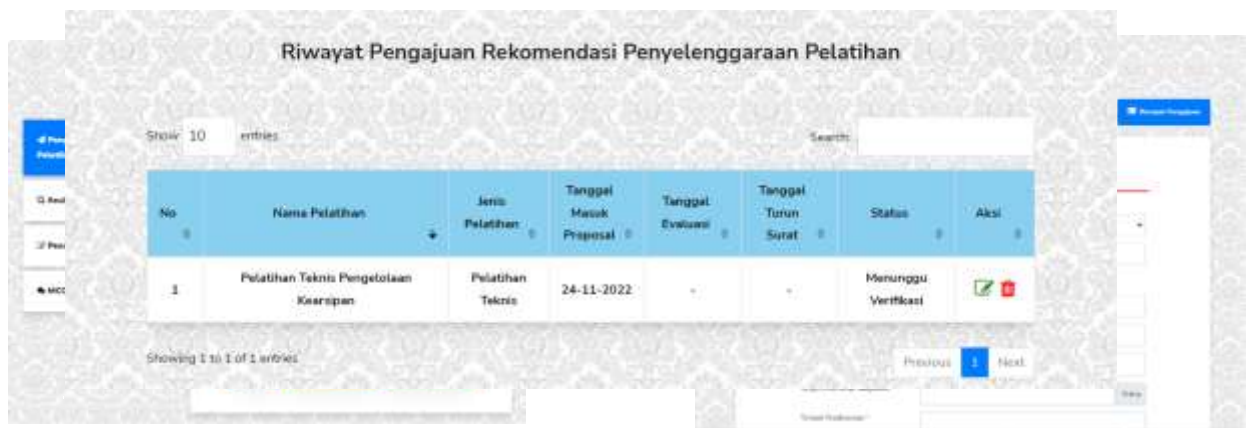 Riwayat Pengajuan Rekomendasi Penyelenggaraan Pelatihan
Show 10 entries
Search:
No
Nama Pelatihan
Jenis Pelatihan
Tanggal Masuk Proposal
Tanggal Evaluasi
Tanggal Turun Surat
Status
Aksi
1
Pelatihan Teknis Pengelolaan Kearsipan
Pelatihan Teknis
24-11-2022
-
-
Menunggu Verifikasi
Showing 1 to 1 of 1 entries
Previous 1 Next